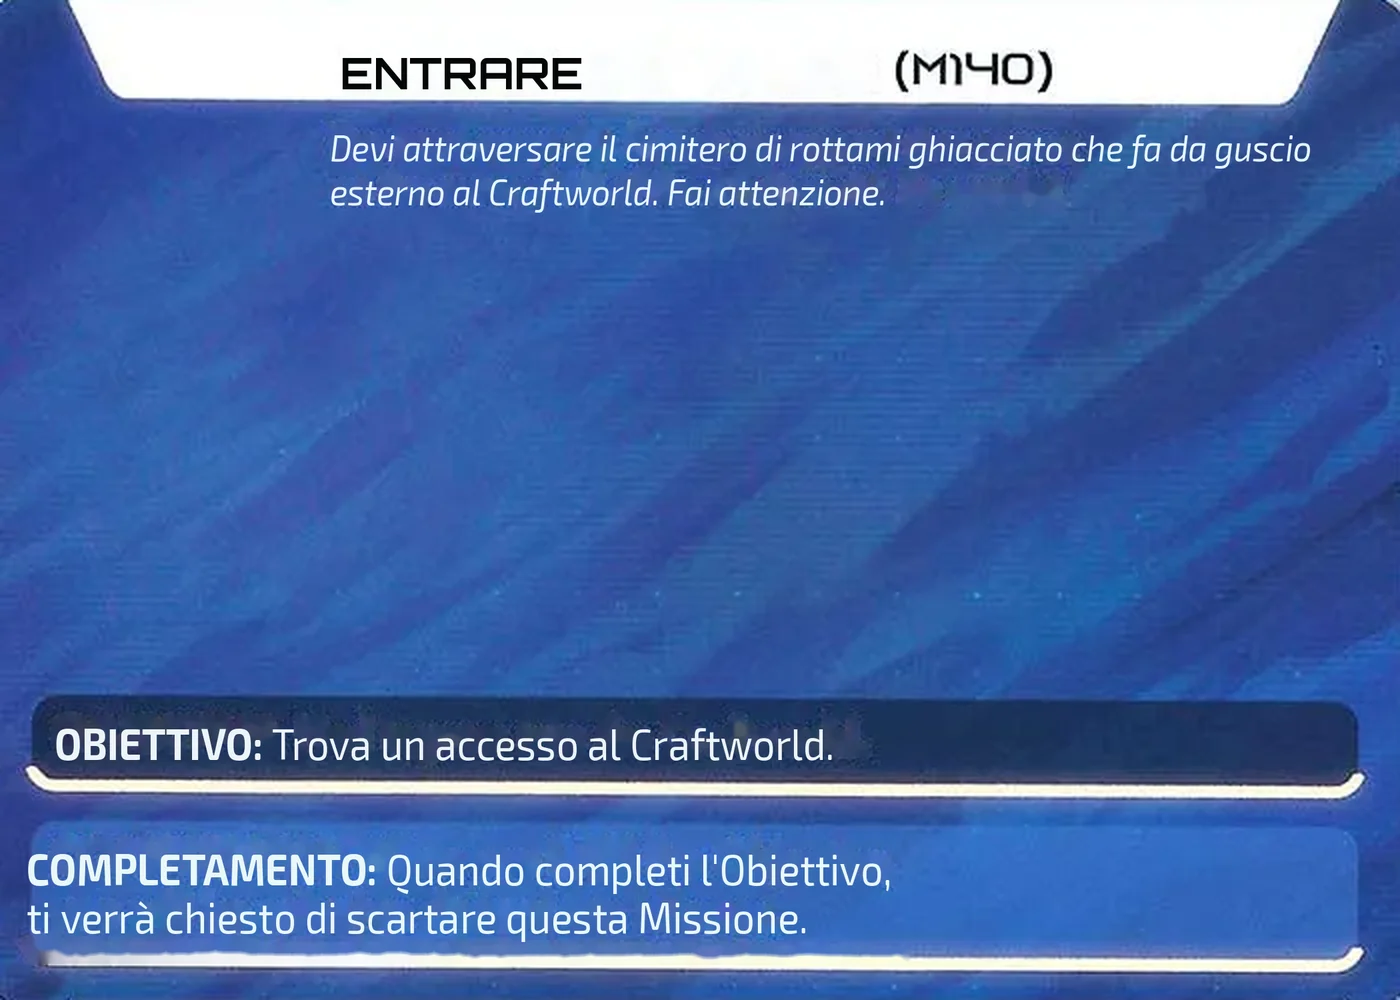 ENTRARE (M140)
Devi attraversare il cimitero di rottami ghiacciato che fa da guscio
esterno al Craftworld. Fai attenzione.
OBIETTIVO: Trova un accesso al Craftworld.
COMPLETAMENTO: Quando completi l'Obiettivo,
ti verrà chiesto di scartare questa Missione.